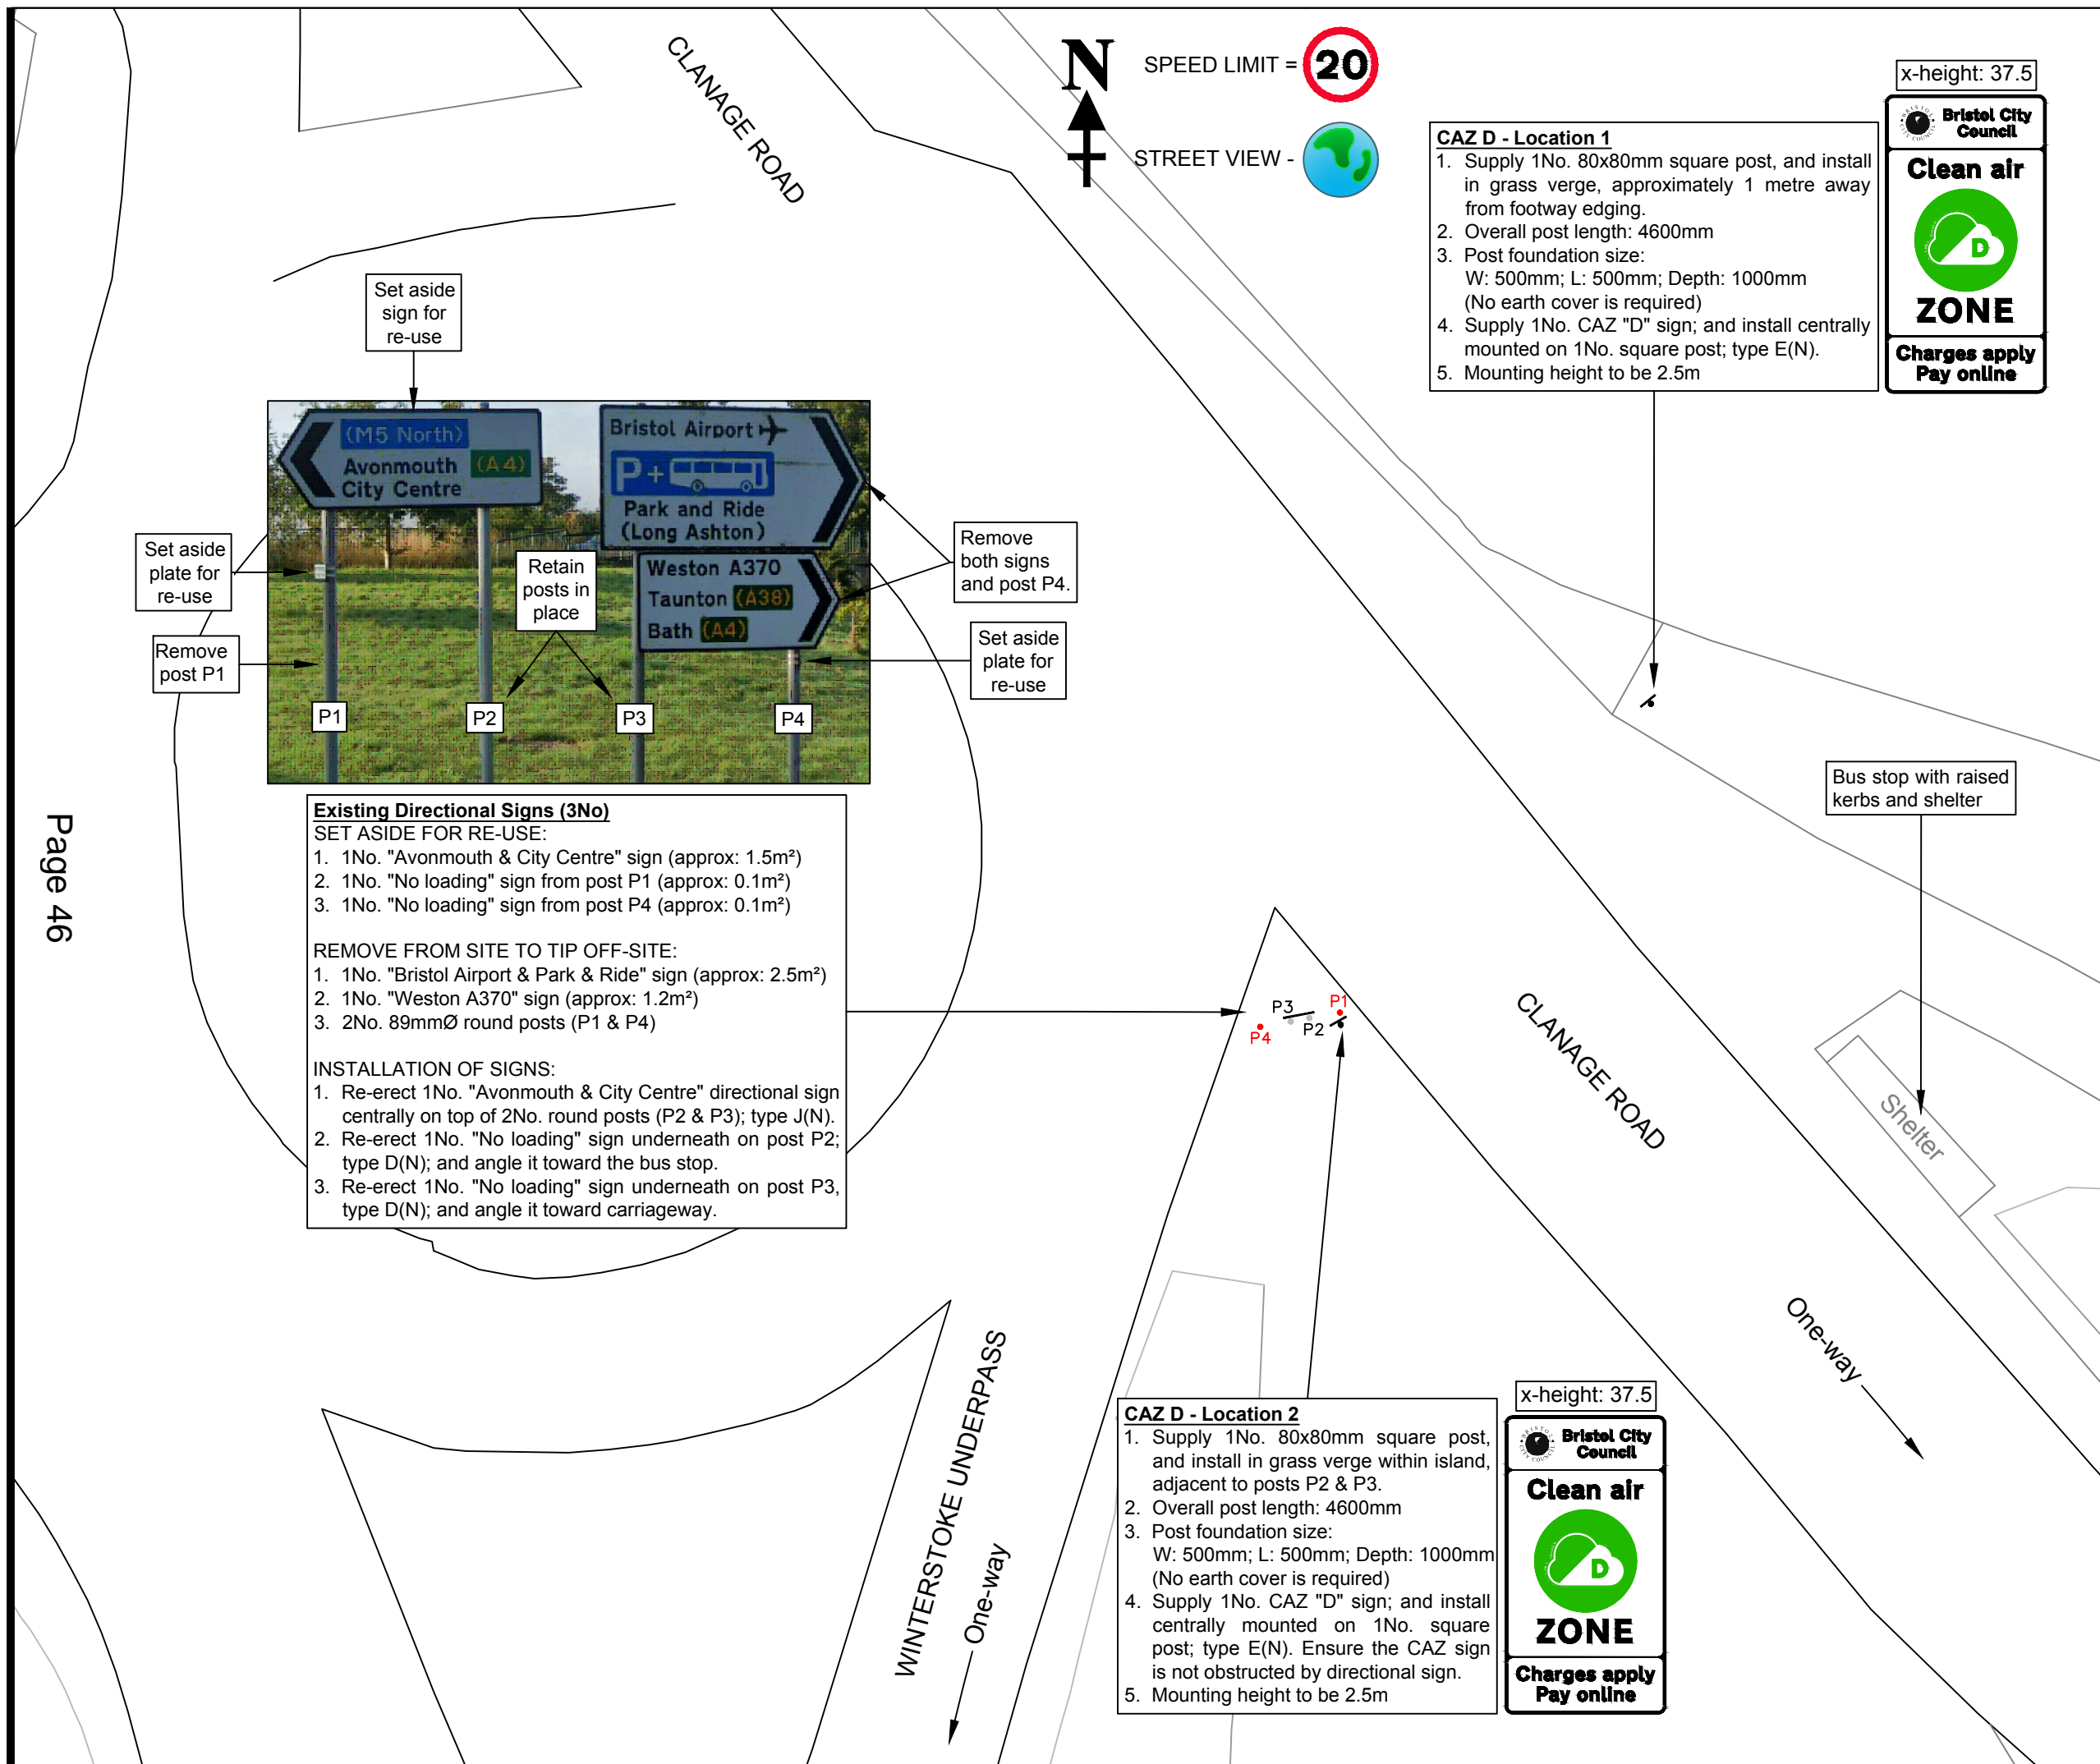 CLANAGE ROAD
N
SPEED LIMIT = 20
STREET VIEW -
x-height: 37.5
Bristol City
Council
Clean air
D
ZONE
Charges apply
Pay online
CAZ D - Location 1
1. Supply 1No. 80x80mm square post, and install
in grass verge, approximately 1 metre away
from footway edging.
2. Overall post length: 4600mm
3. Post foundation size:
W: 500mm; L: 500mm; Depth: 1000mm
(No earth cover is required)
4. Supply 1No. CAZ "D" sign; and install centrally
mounted on 1No. square post; type E(N).
5. Mounting height to be 2.5m
Set aside
sign for
re-use
(M5 North)
Avonmouth (A4)
City Centre
Bristol Airport
P+
Park and Ride
(Long Ashton)
Weston A370
Taunton (A38)
Bath (A4)
Set aside
plate for
re-use
Remove
post P1
Retain
posts in
place
Remove
both signs
and post P4.
Set aside
plate for
re-use
P1
P2
P3
P4
Bus stop with raised
kerbs and shelter
Page 46
Existing Directional Signs (3No)
SET ASIDE FOR RE-USE:
1. 1No. "Avonmouth & City Centre" sign (approx: 1.5m²)
2. 1No. "No loading" sign from post P1 (approx: 0.1m²)
3. 1No. "No loading" sign from post P4 (approx: 0.1m²)
REMOVE FROM SITE TO TIP OFF-SITE:
1. 1No. "Bristol Airport & Park & Ride" sign (approx: 2.5m²)
2. 1No. "Weston A370" sign (approx: 1.2m²)
3. 2No. 89mmØ round posts (P1 & P4)
INSTALLATION OF SIGNS:
1. Re-erect 1No. "Avonmouth & City Centre" directional sign
centrally on top of 2No. round posts (P2 & P3); type J(N).
2. Re-erect 1No. "No loading" sign underneath on post P2;
type D(N); and angle it toward the bus stop.
3. Re-erect 1No. "No loading" sign underneath on post P3,
type D(N); and angle it toward carriageway.
P3
P1
P2
P4
CLANAGE ROAD
Shelter
One-way
WINTERSTOKE UNDERPASS
One-way
CAZ D - Location 2
1. Supply 1No. 80x80mm square post,
and install in grass verge within island,
adjacent to posts P2 & P3.
2. Overall post length: 4600mm
3. Post foundation size:
W: 500mm; L: 500mm; Depth: 1000mm
(No earth cover is required)
4. Supply 1No. CAZ "D" sign; and install
centrally mounted on 1No. square
post; type E(N). Ensure the CAZ sign
is not obstructed by directional sign.
5. Mounting height to be 2.5m
x-height: 37.5
Bristol City
Council
Clean air
D
ZONE
Charges apply
Pay online